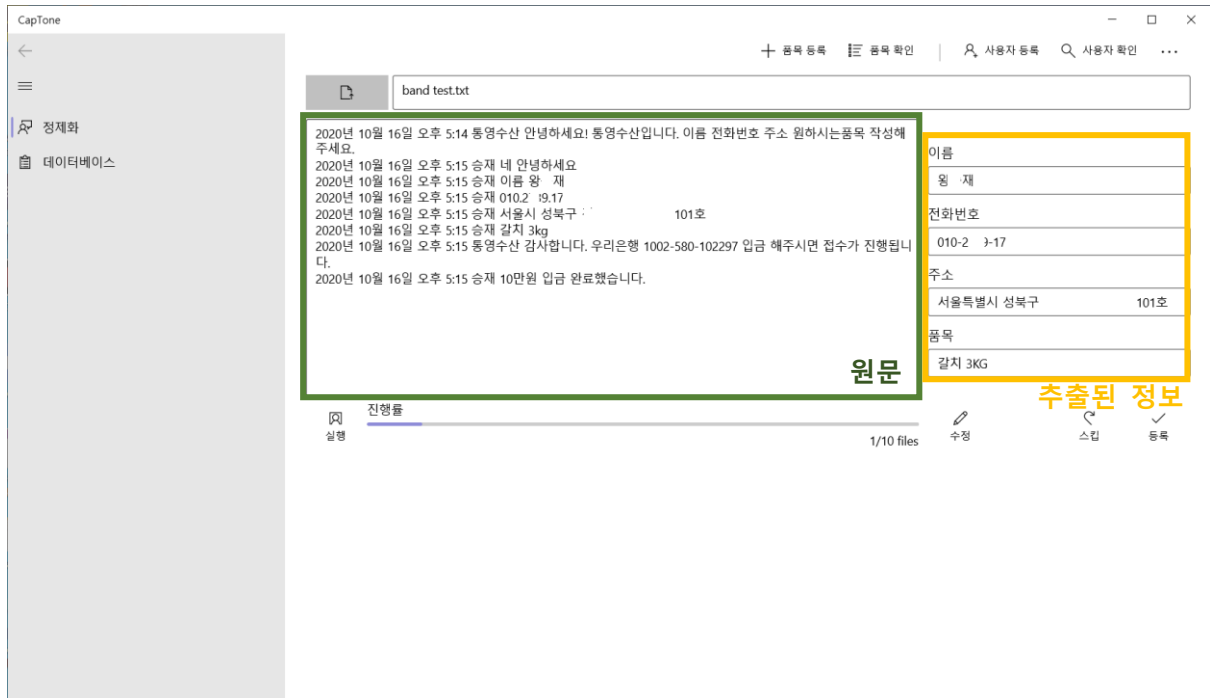 CapTone
품목 등록
품목 확인
사용자 등록
사용자 확인
...
band test.txt
정제화
데이터베이스
2020년 10월 16일 오후 5:14 통영수산 안녕하세요! 통영수산입니다. 이름 전화번호 주소 원하시는품목 작성해
주세요.
2020년 10월 16일 오후 5:15 승재 네 안녕하세요
2020년 10월 16일 오후 5:15 승재 이름 왕 재
2020년 10월 16일 오후 5:15 승재 010.2 9.17
2020년 10월 16일 오후 5:15 승재 서울시 성북구 101호
2020년 10월 16일 오후 5:15 승재 갈치 3kg
2020년 10월 16일 오후 5:15 통영수산 감사합니다. 우리은행 1002-580-102297 입금 해주시면 접수가 진행됩니
다.
2020년 10월 16일 오후 5:15 승재 10만원 입금 완료했습니다.
원문
이름
재
전화번호
010-2 -17
주소
서울특별시 성북구 101호
품목
갈치 3KG
추출된 정보
실행
진행률
1/10 files
수정
스킵
등록